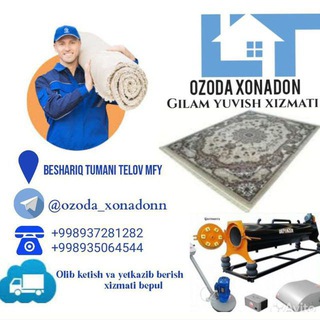 OZODA XONADON
GILAM YUVISH XIZMATI
BESHARIQ TUMANI TELOV MFY
@ozoda_xonadonn
+998937281282
+998935064544
Olib ketish va yetkazib berish
xizmati bepul
Avito